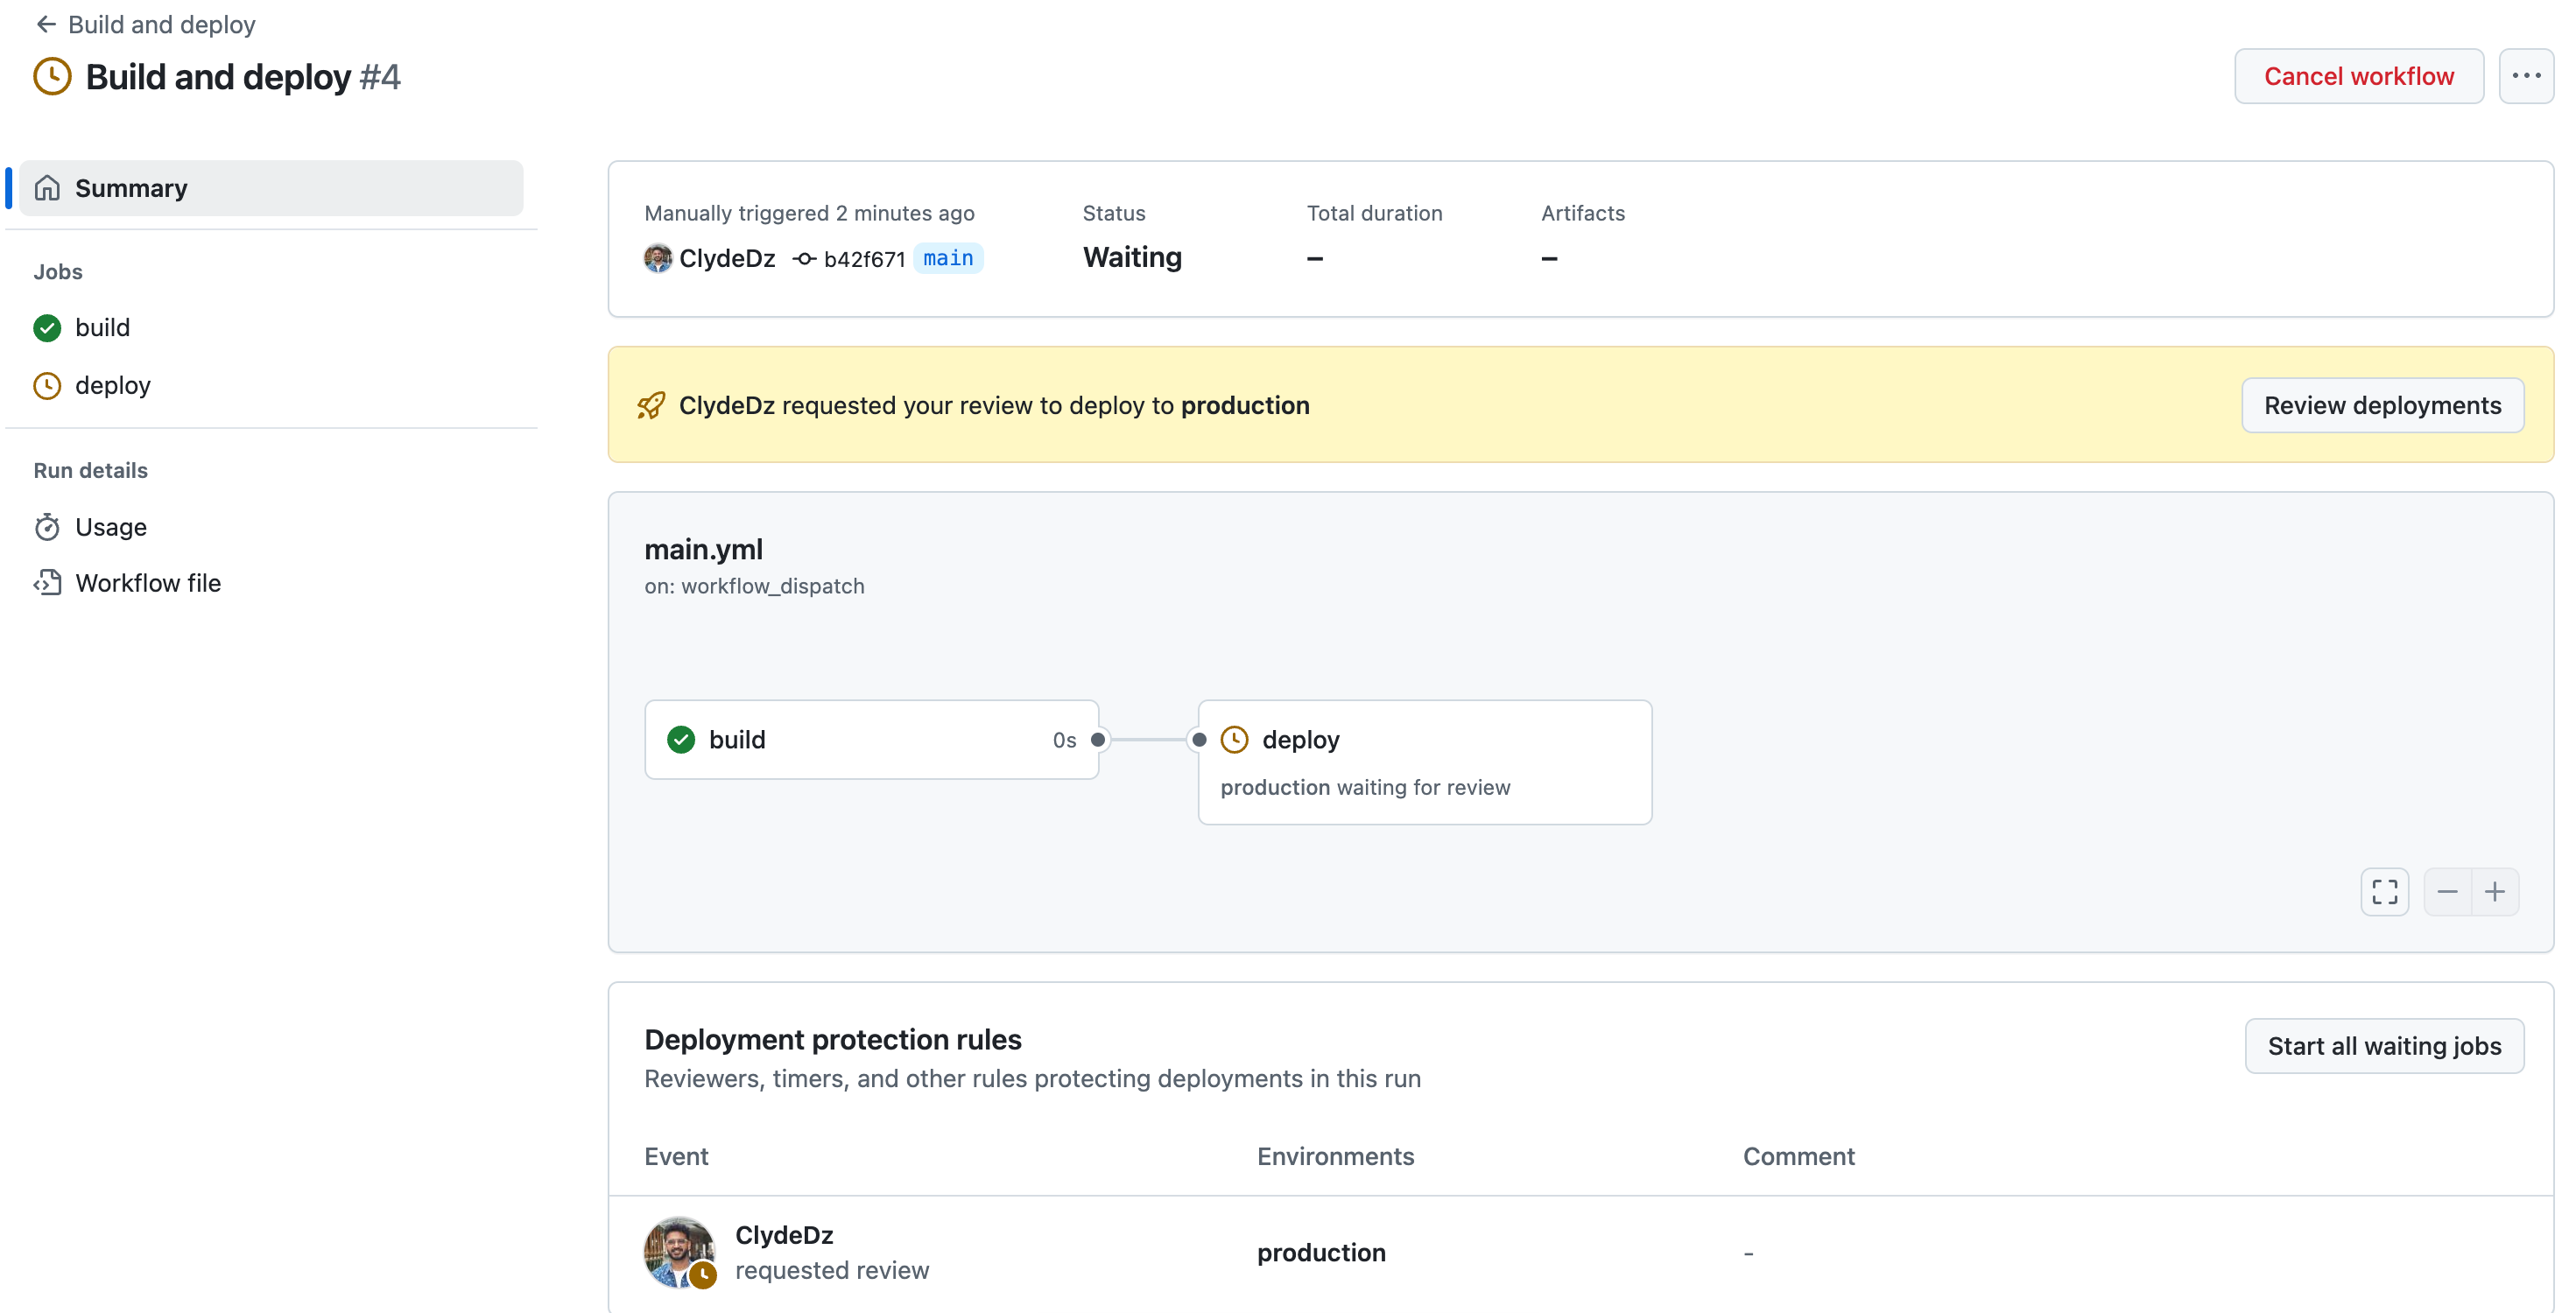 Build and deploy
Build and deploy #4
Cancel workflow
Summary
Jobs
build
deploy
Run details
Usage
Workflow file
Manually triggered 2 minutes ago
ClydeDz b42f671 main
Status
Waiting
Total duration
–
Artifacts
–
ClydeDz requested your review to deploy to production
Review deployments
main.yml
on: workflow_dispatch
build 0s
deploy
production waiting for review
Deployment protection rules
Reviewers, timers, and other rules protecting deployments in this run
Start all waiting jobs
Event Environments Comment
ClydeDz
requested review
production
-